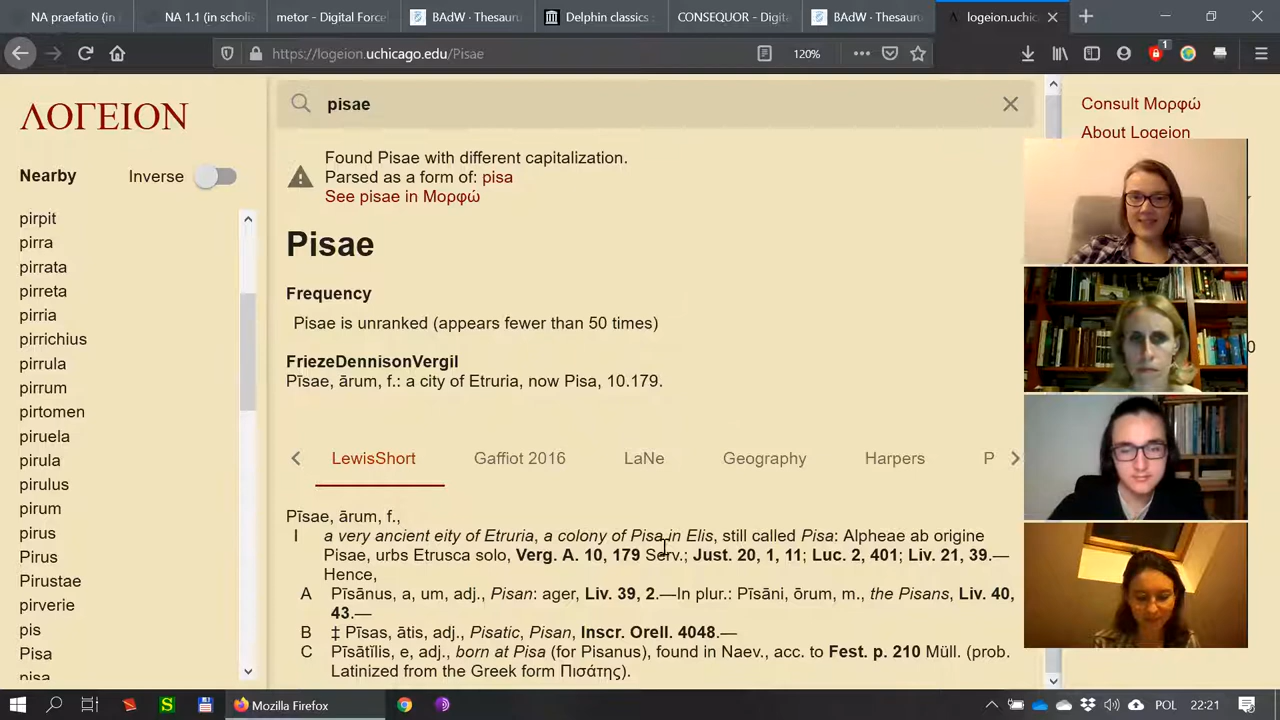 NA praefatio (in
NA 1.1 (in scholis
metor - Digital Force
BAdW · Thesauru
Delphin classics
CONSEQUOR - Digita
BAdW · Thesauru
logeion.uchic
https://logeion.uchicago.edu/Pisae
120%
1
ΛΟΓΕΙΟΝ
pisae
Consult Μορφώ
About Logeion
Nearby
Inverse
Found Pisae with different capitalization.
Parsed as a form of: pisa
See pisae in Μορφώ
pirpit
pirra
pirrata
pirreta
pirria
pirrichius
pirrula
pirrum
pirtomen
piruela
pirula
pirulus
pirum
pirus
Pirus
Pirustae
pirverie
pis
Pisa
pisa
Pisae
Frequency
Pisae is unranked (appears fewer than 50 times)
FriezeDennisonVergil
Pīsae, ārum, f.: a city of Etruria, now Pisa, 10.179.
LewisShort
Gaffiot 2016
LaNe
Geography
Harpers
P
Pīsae, ārum, f.,
I a very ancient eity of Etruria, a colony of Pisa in Elis, still called Pisa: Alpheae ab origine
Pisae, urbs Etrusca solo, Verg. A. 10, 179 Serv.; Just. 20, 1, 11; Luc. 2, 401; Liv. 21, 39.—
Hence,
A Pīsānus, a, um, adj., Pisan: ager, Liv. 39, 2.—In plur.: Pīsāni, ōrum, m., the Pisans, Liv. 40,
43.—
B ‡ Pīsas, ātis, adj., Pisatic, Pisan, Inscr. Orell. 4048.—
C Pīsātīlis, e, adj., born at Pisa (for Pisanus), found in Naev., acc. to Fest. p. 210 Müll. (prob.
Latinized from the Greek form Πισάτης).
0
Mozilla Firefox
POL
22:21